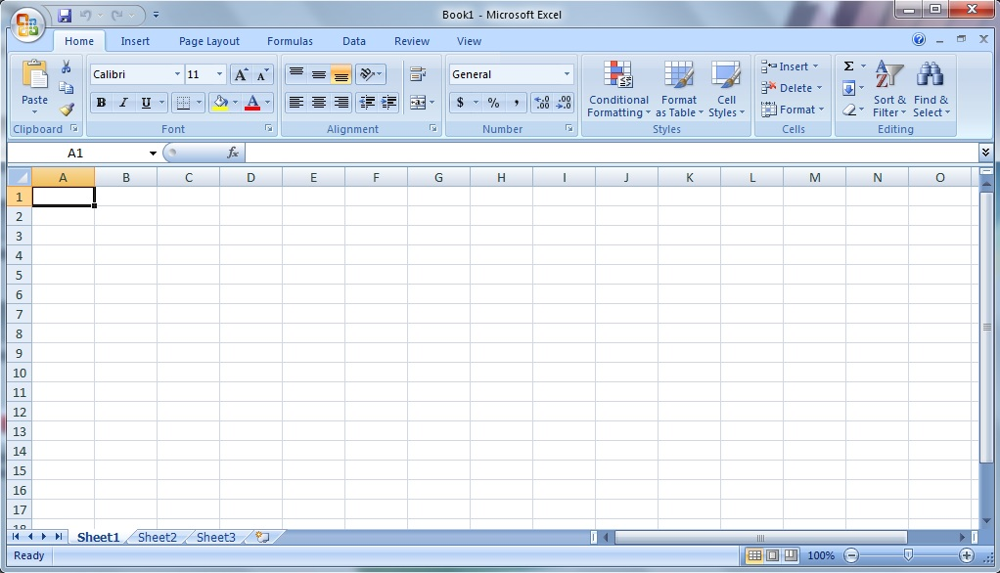 Book1 - Microsoft Excel
Home Insert Page Layout Formulas Data Review View
Paste
Clipboard
Calibri 11 A A
B I U A
Font
Alignment
General
$ % , .00 .00
Number
Conditional Formatting
Format as Table
Cell Styles
Styles
Insert
Delete
Format
Cells
Σ
Sort & Filter
Find & Select
Editing
A1 fx
A B C D E F G H I J K L M N O
1
2
3
4
5
6
7
8
9
10
11
12
13
14
15
16
17
18
Sheet1 Sheet2 Sheet3
Ready 100%